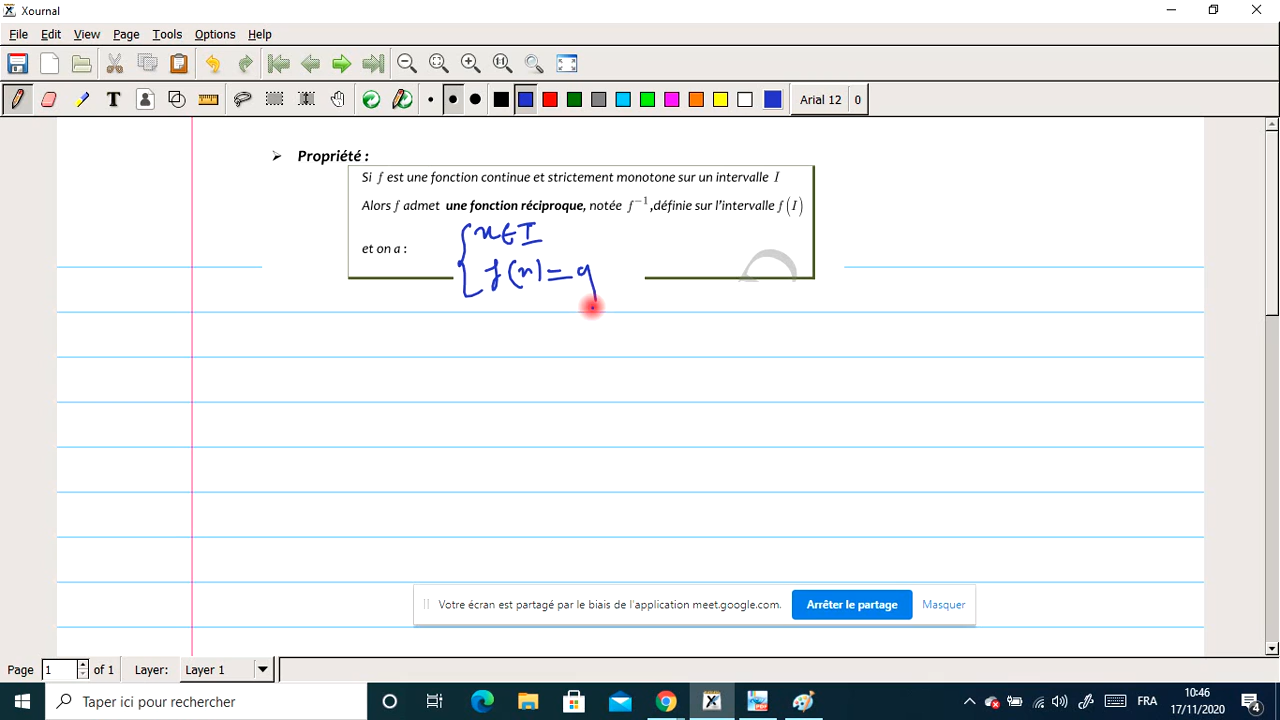 Xournal
File Edit View Page Tools Options Help
Arial 12 0
➢ Propriété :
Si f est une fonction continue et strictement monotone sur un intervalle I
Alors f admet une fonction réciproque, notée f⁻¹ ,définie sur l'intervalle f(I)
et on a :
{ x ∈ I
f(x) = y
Votre écran est partagé par le biais de l'application meet.google.com. Arrêter le partage Masquer
Page 1 of 1 Layer: Layer 1
Taper ici pour rechercher
FRA
10:46
17/11/2020
4